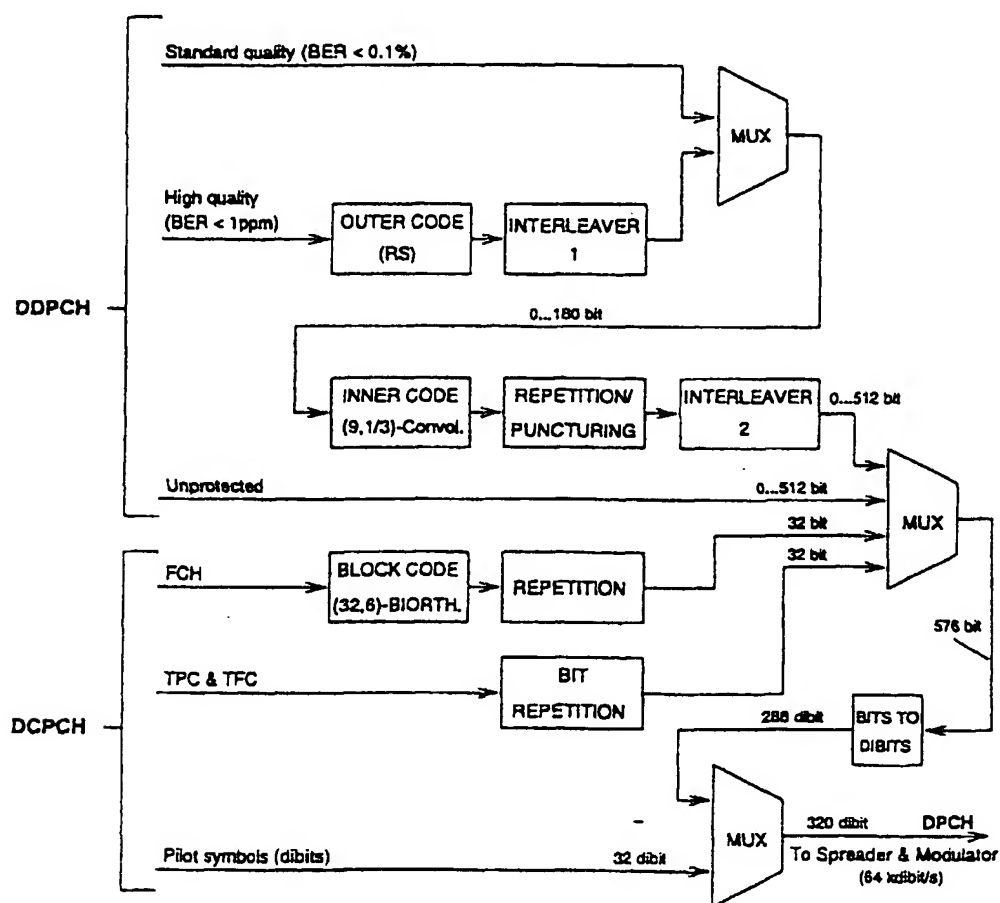 Standard quality (BER < 0.1%)
MUX
High quality
(BER < 1ppm)
OUTER CODE
(RS)
INTERLEAVER
1
DDPCH
0...180 bit
INNER CODE
(9,1/3)-Convol.
REPETITION/
PUNCTURING
INTERLEAVER
2
0...512 bit
Unprotected
0...512 bit
MUX
32 bit
32 bit
FCH
BLOCK CODE
(32,6)-BIORTH.
REPETITION
576 bit
TPC & TFC
BIT
REPETITION
DCPCH
288 dibit
BITS TO
DIBITS
MUX
320 dibit
DPCH
Pilot symbols (dibits)
32 dibit
To Spreader & Modulator
(64 kdibit/s)